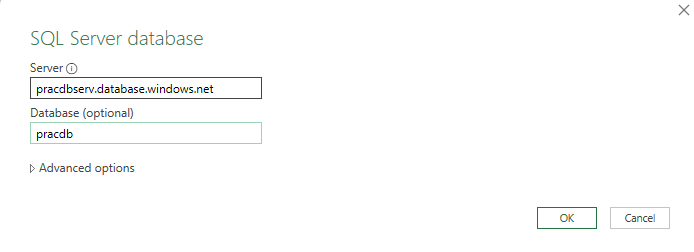 SQL Server database
Server
pracdbserv.database.windows.net
Database (optional)
pracdb
Advanced options
OK Cancel